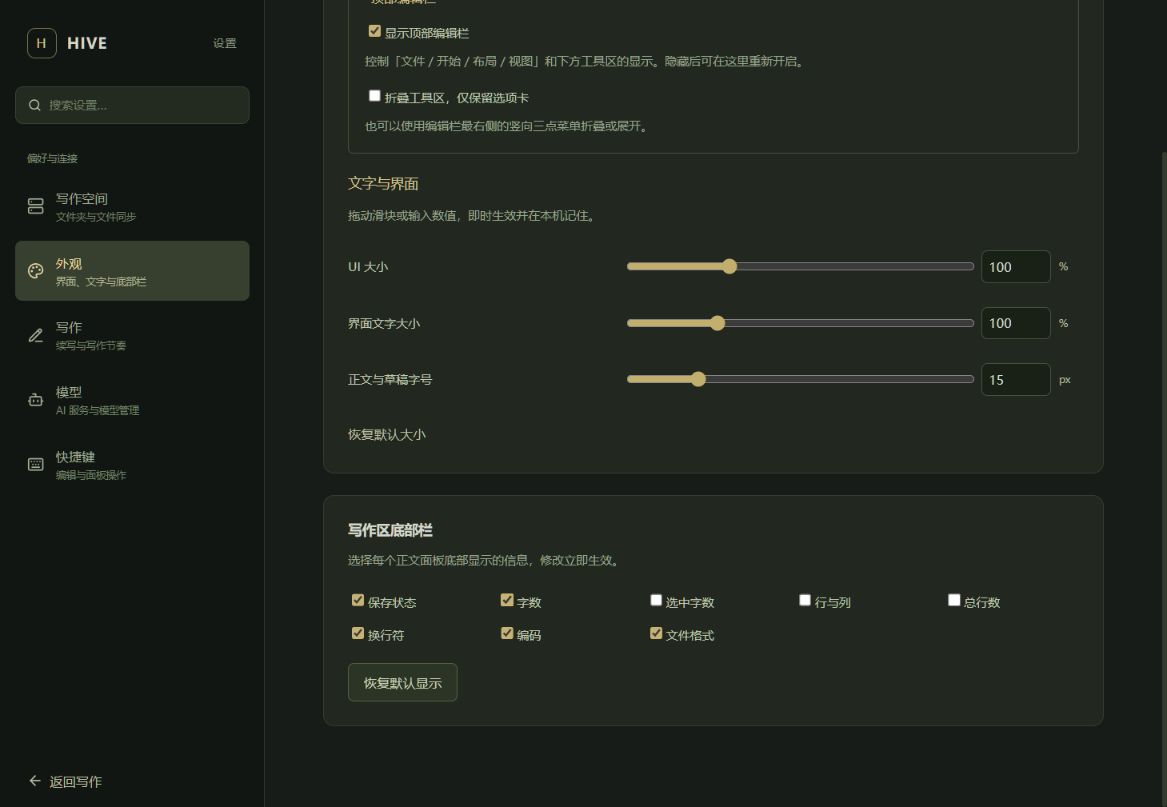 H HIVE 设置
搜索设置...
偏好与连接
写作空间
文件夹与文件同步
外观
界面、文字与底部栏
写作
续写与写作节奏
模型
AI 服务与模型管理
快捷键
编辑与面板操作
返回写作
顶部编辑栏
显示顶部编辑栏
控制「文件 / 开始 / 布局 / 视图」和下方工具区的显示。隐藏后可在这里重新开启。
折叠工具区，仅保留选项卡
也可以使用编辑栏最右侧的竖向三点菜单折叠或展开。
文字与界面
拖动滑块或输入数值，即时生效并在本机记住。
UI 大小 100 %
界面文字大小 100 %
正文与草稿字号 15 px
恢复默认大小
写作区底部栏
选择每个正文面板底部显示的信息，修改立即生效。
保存状态 字数 选中字数 行与列 总行数
换行符 编码 文件格式
恢复默认显示